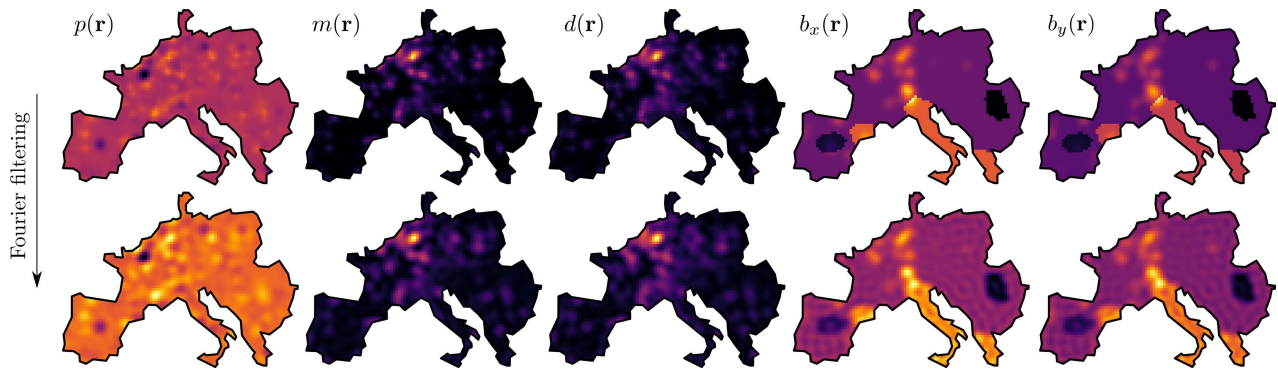 p(r)
m(r)
d(r)
b_x(r)
b_y(r)
Fourier filtering